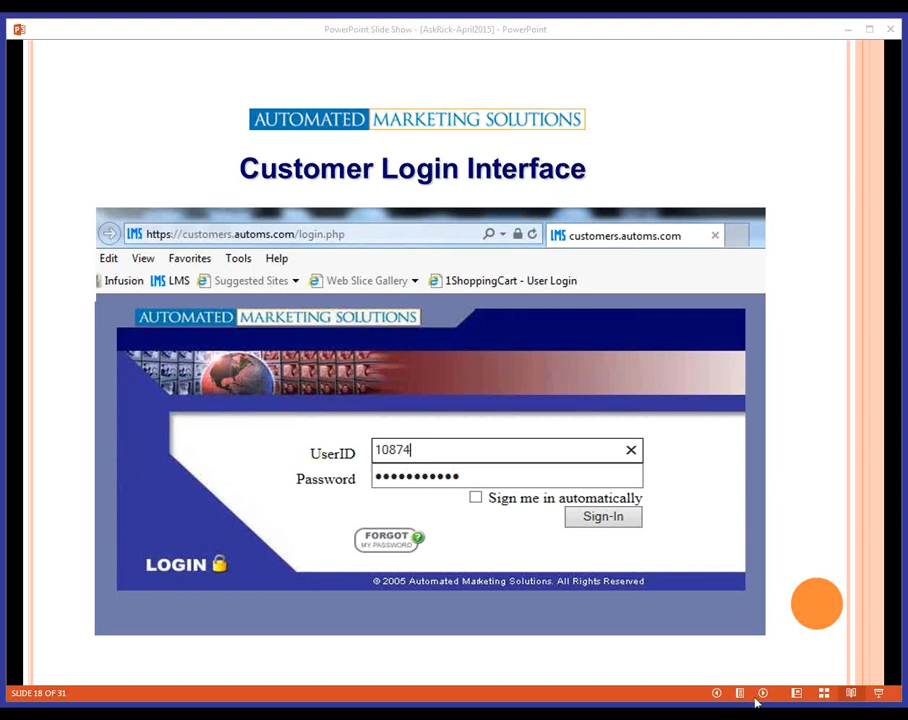 PowerPoint Slide Show - [AskRick-April2015] - PowerPoint
AUTOMATED MARKETING SOLUTIONS
Customer Login Interface
LMS https://customers.automs.com/login.php LMS customers.automs.com
Edit View Favorites Tools Help
Infusion LMS LMS Suggested Sites Web Slice Gallery 1ShoppingCart - User Login
AUTOMATED MARKETING SOLUTIONS
UserID 10874
Password •••••••••••
Sign me in automatically
Sign-In
FORGOT ?
MY PASSWORD
LOGIN
© 2005 Automated Marketing Solutions. All Rights Reserved
SLIDE 18 OF 31